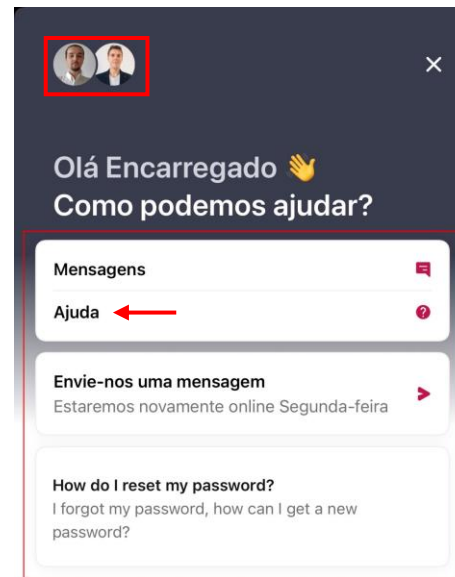 Olá Encarregado 👋
Como podemos ajudar?
Mensagens
Ajuda
Envie-nos uma mensagem
Estaremos novamente online Segunda-feira
How do I reset my password?
I forgot my password, how can I get a new
password?